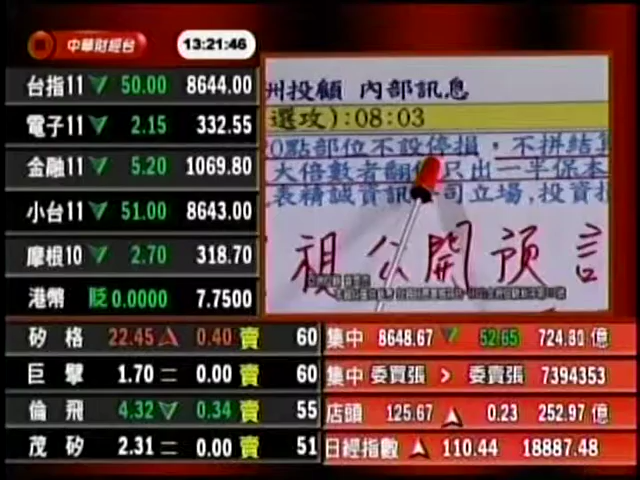 中華財經台 13:21:46
台指11 50.00 8644.00
電子11 2.15 332.55
金融11 5.20 1069.80
小台11 51.00 8643.00
摩根10 2.70 318.70
港幣 貶 0.0000 7.7500
州投顧 內部訊息
選攻):08:03
0點部位不設停損,不拼結
大倍數者翻 只出一半保本
表精誠資訊 司立場,投資
祖公開預言
矽格 22.45 0.40 賣 60
巨擘 1.70 0.00 賣 60
倫飛 4.32 0.34 賣 55
茂矽 2.31 0.00 賣 51
集中 8648.67 52/65 724.80 億
集中 委買張 > 委賣張 7394353
店頭 125.67 0.23 252.97 億
日經指數 110.44 18887.48